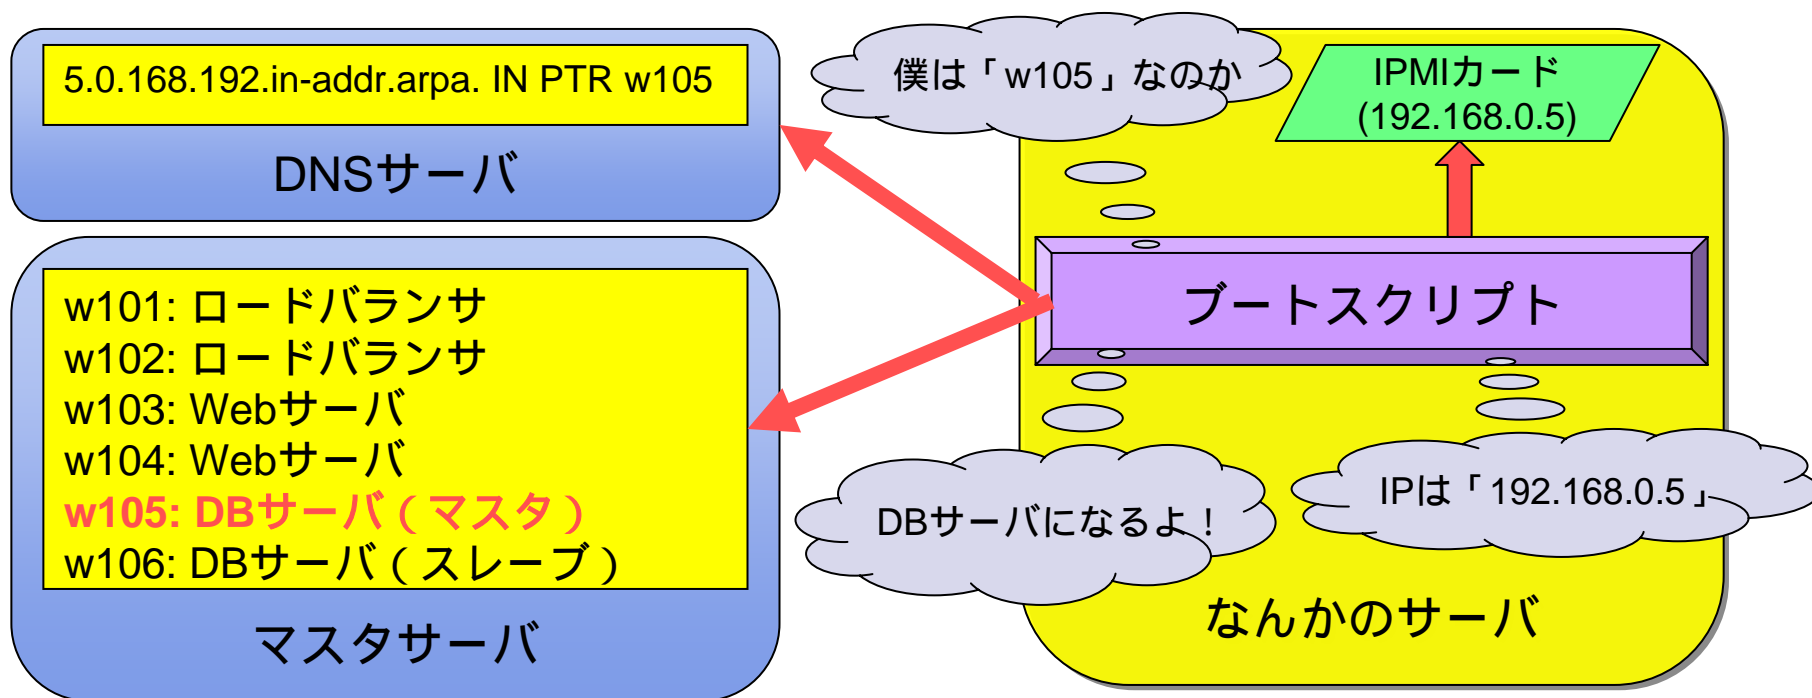 5.0.168.192.in-addr.arpa. IN PTR w105
DNSサーバ
w101: ロードバランサ
w102: ロードバランサ
w103: Webサーバ
w104: Webサーバ
w105: DBサーバ（マスタ）
w106: DBサーバ（スレーブ）
マスタサーバ
僕は「w105」なのか
IPMIカード
(192.168.0.5)
ブートスクリプト
DBサーバになるよ！
IPは「192.168.0.5」
なんかのサーバ